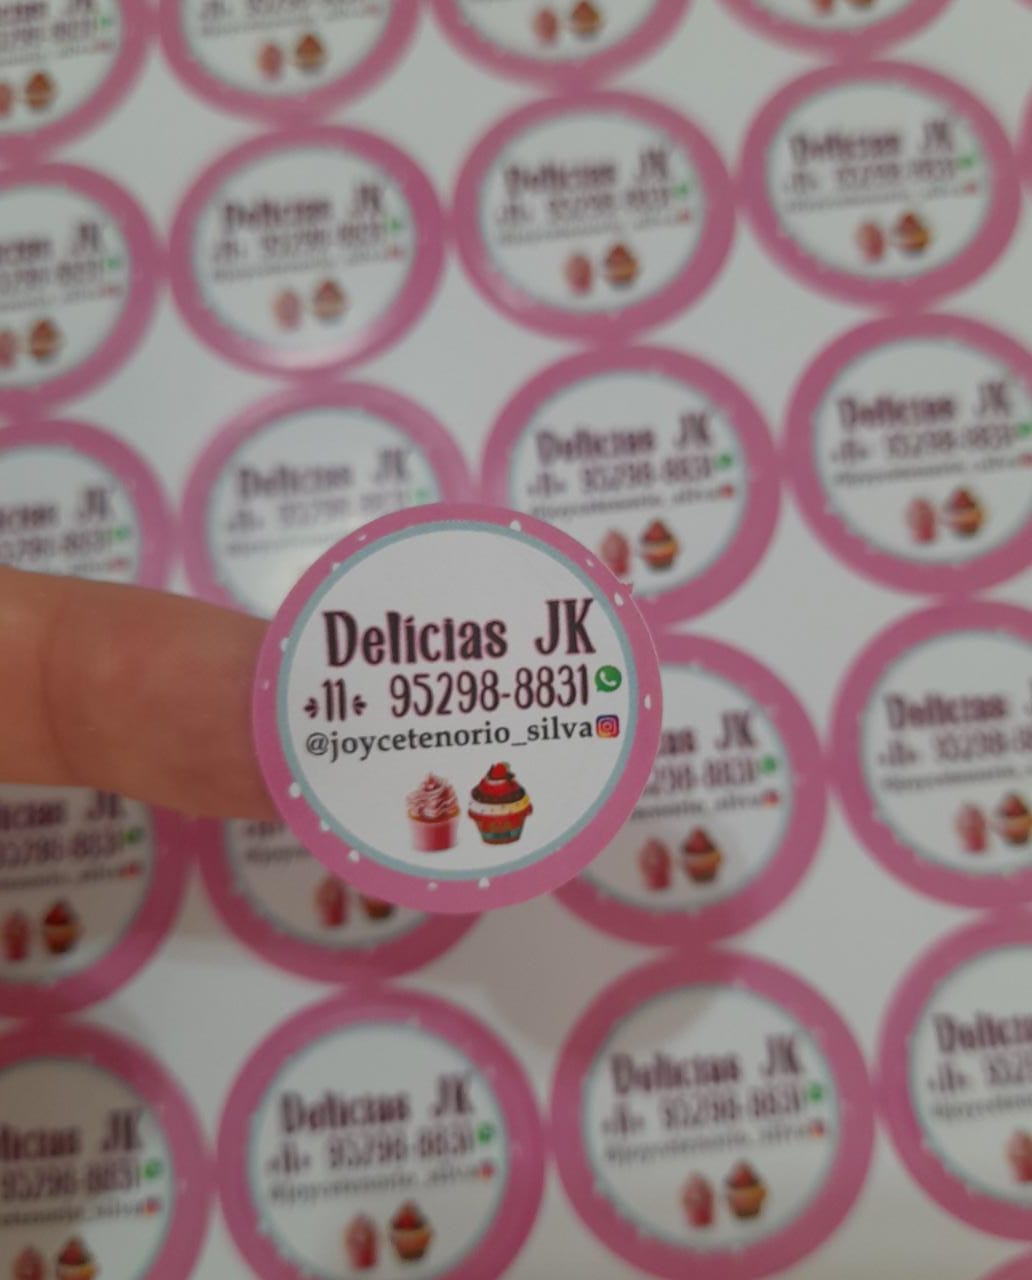 Delícias JK
11 95298-8831
@joycetenorio_silva